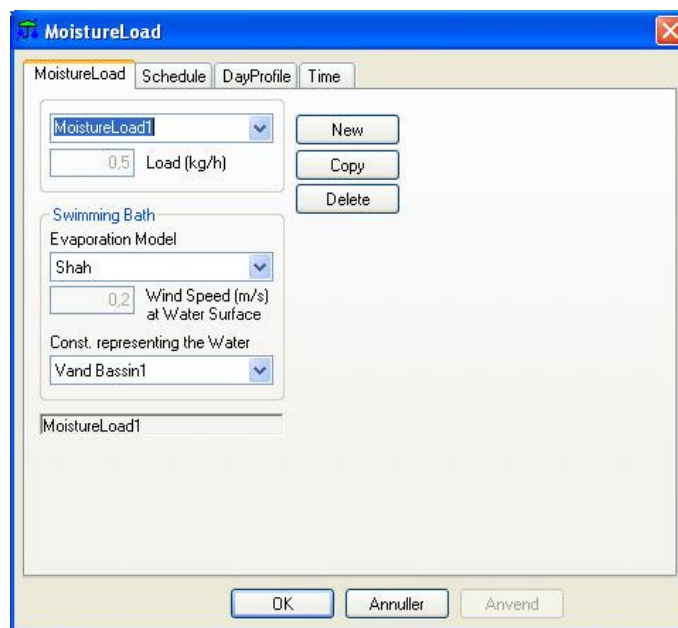 MoistureLoad
MoistureLoad Schedule DayProfile Time
MoistureLoad1
0,5 Load (kg/h)
New
Copy
Delete
Swimming Bath
Evaporation Model
Shah
0,2 Wind Speed (m/s)
at Water Surface
Const. representing the Water
Vand Bassin1
MoistureLoad1
OK Annuller Anvend